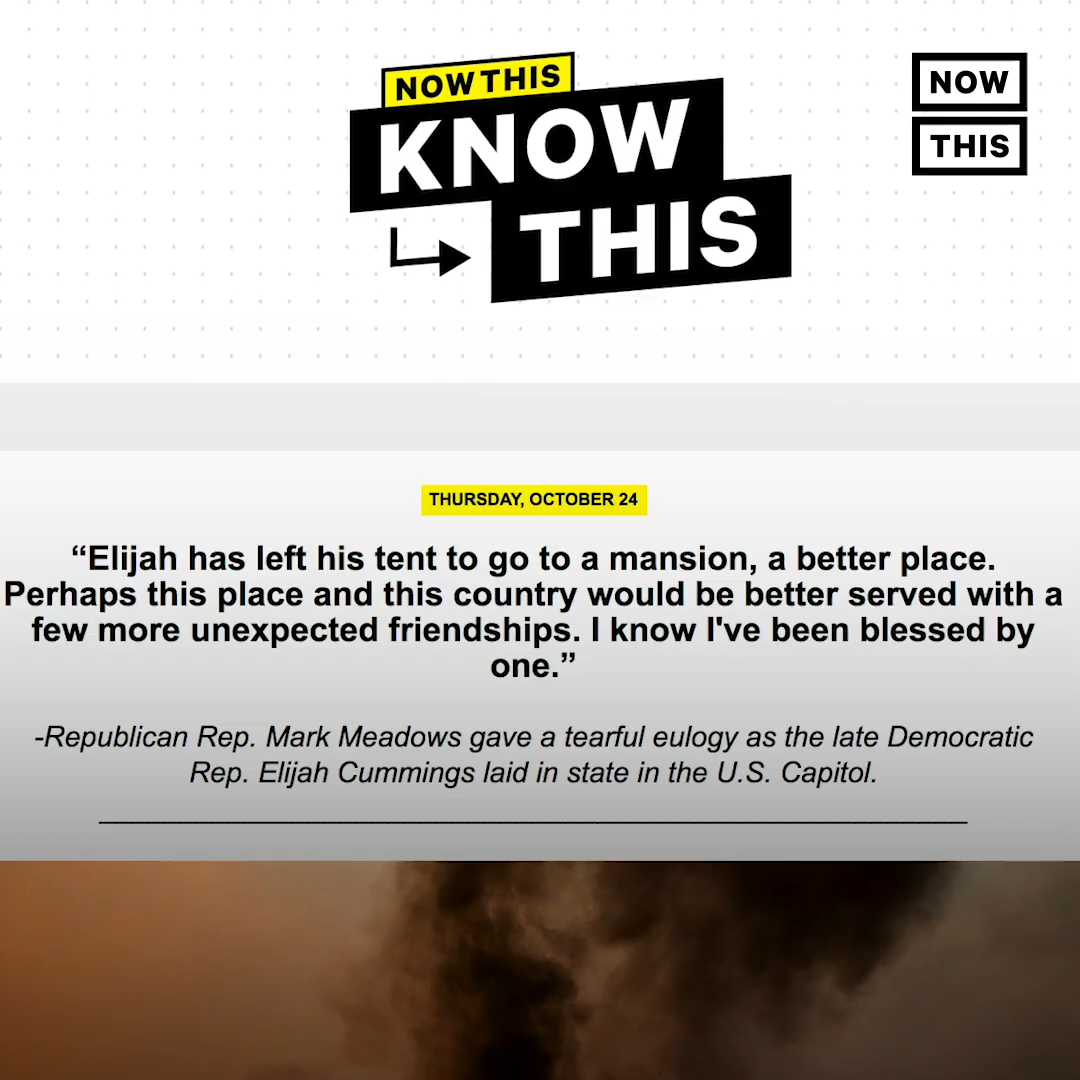 NOW THIS
KNOW
THIS
NOW
THIS
THURSDAY, OCTOBER 24
“Elijah has left his tent to go to a mansion, a better place.
Perhaps this place and this country would be better served with a
few more unexpected friendships. I know I've been blessed by
one.”
-Republican Rep. Mark Meadows gave a tearful eulogy as the late Democratic
Rep. Elijah Cummings laid in state in the U.S. Capitol.